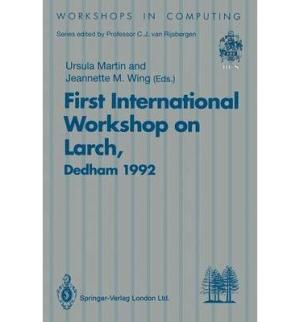 WORKSHOPS IN COMPUTING
Series edited by Professor C.J. van Rijsbergen
Ursula Martin and
Jeannette M. Wing (Eds.)
First International
Workshop on
Larch,
Dedham 1992
Springer-Verlag London Ltd.